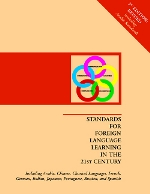 STANDARDS
FOR
FOREIGN
LANGUAGE
LEARNING
IN THE
21ST CENTURY
Including Arabic, Chinese, Classical Languages, French,
German, Italian, Japanese, Portuguese, Russian, and Spanish